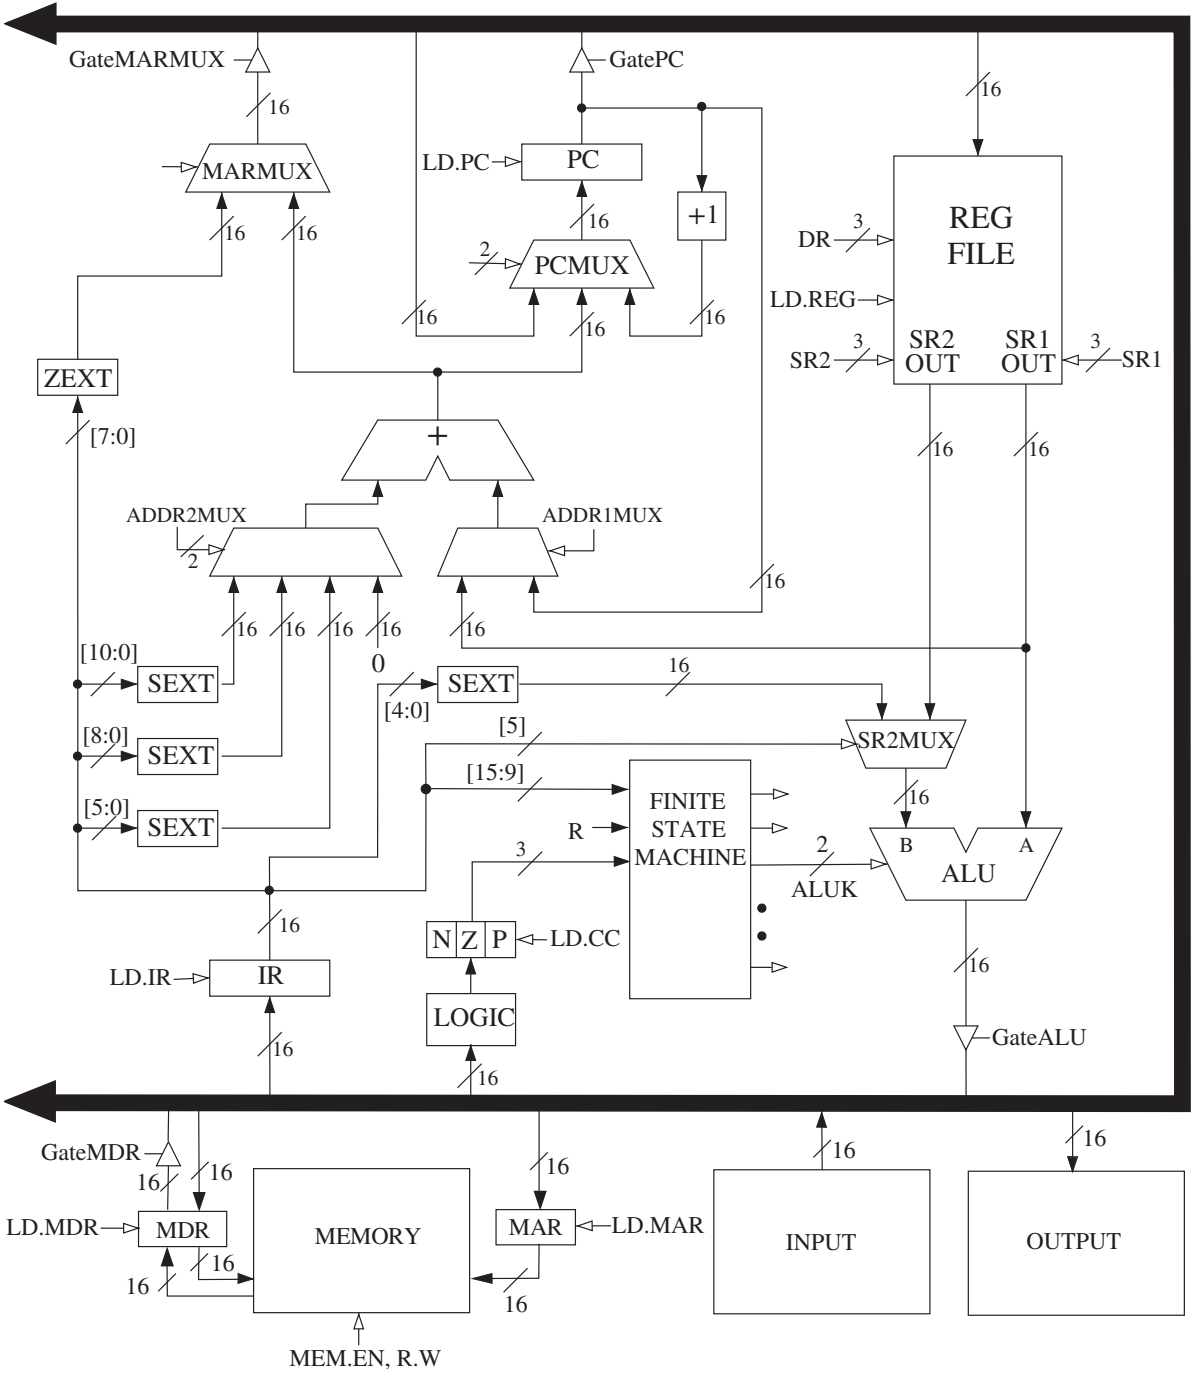 GateMARMUX
GatePC
16
16
MARMUX
LD.PC
PC
16
+1
REG
FILE
DR
3
16
16
2
PCMUX
LD.REG
16
16
16
SR2
3
SR2
OUT
SR1
OUT
3
SR1
ZEXT
[7:0]
+
16
16
ADDR2MUX
2
ADDR1MUX
16
16
16
16
16
16
0
[10:0]
SEXT
[4:0]
SEXT
16
[8:0]
SEXT
[5]
SR2MUX
[15:9]
16
[5:0]
SEXT
R
FINITE
STATE
MACHINE
3
2
ALUK
B
A
ALU
16
N Z P
LD.CC
16
LD.IR
IR
LOGIC
GateALU
16
16
GateMDR
16
16
16
16
16
LD.MDR
MDR
MEMORY
MAR
LD.MAR
INPUT
OUTPUT
16
16
16
MEM.EN, R.W